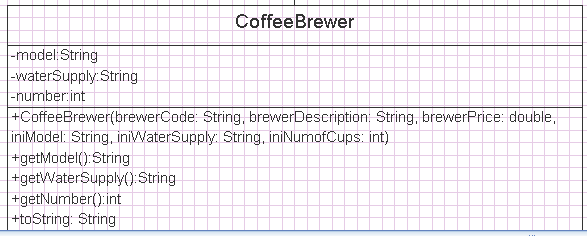 CoffeeBrewer
-model:String
-waterSupply:String
-number:int
+CoffeeBrewer(brewerCode: String, brewerDescription: String, brewerPrice: double,
iniModel: String, iniWaterSupply: String, iniNumofCups: int)
+getModel():String
+getWaterSupply():String
+getNumber():int
+toString: String